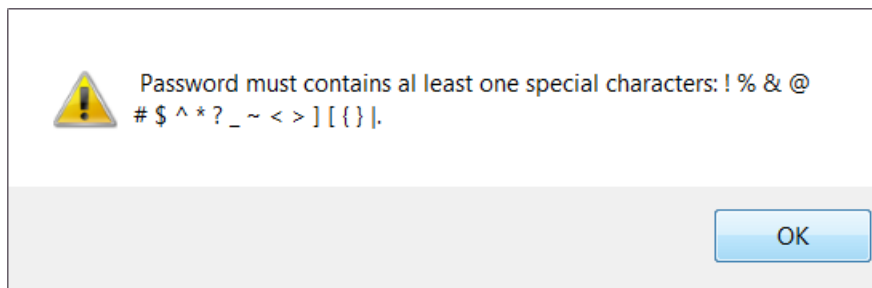 Password must contains al least one special characters: ! % & @
# $ ^ * ? _ ~ < > ] [ { } |.
OK